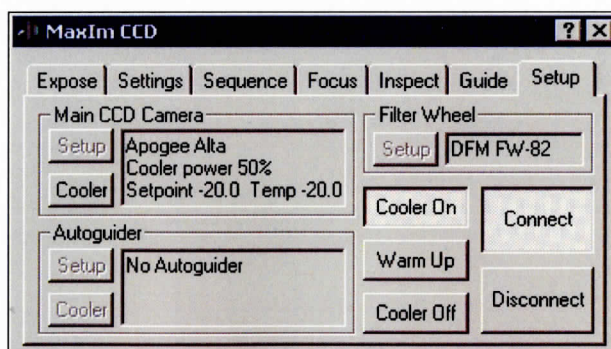 MaxIm CCD
? X
Expose Settings Sequence Focus Inspect Guide Setup
Main CCD Camera
Setup
Cooler
Apogee Alta
Cooler power 50%
Setpoint -20.0 Temp -20.0
Filter Wheel
Setup
DFM FW-82
Autoguider
Setup
Cooler
No Autoguider
Cooler On
Warm Up
Cooler Off
Connect
Disconnect